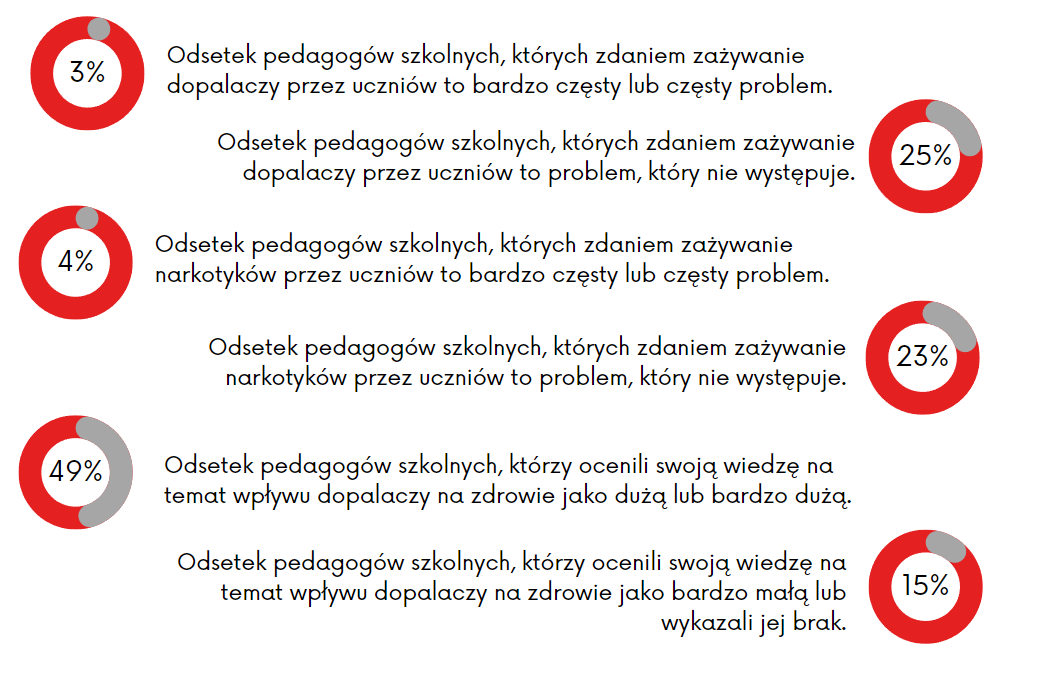 3%
Odsetek pedagogów szkolnych, których zdaniem zażywanie
dopalaczy przez uczniów to bardzo częsty lub częsty problem.
Odsetek pedagogów szkolnych, których zdaniem zażywanie
dopalaczy przez uczniów to problem, który nie występuje.
25%
4%
Odsetek pedagogów szkolnych, których zdaniem zażywanie
narkotyków przez uczniów to bardzo częsty lub częsty problem.
Odsetek pedagogów szkolnych, których zdaniem zażywanie
narkotyków przez uczniów to problem, który nie występuje.
23%
49%
Odsetek pedagogów szkolnych, którzy ocenili swoją wiedzę na
temat wpływu dopalaczy na zdrowie jako dużą lub bardzo dużą.
Odsetek pedagogów szkolnych, którzy ocenili swoją wiedzę na
temat wpływu dopalaczy na zdrowie jako bardzo małą lub
wykazali jej brak.
15%